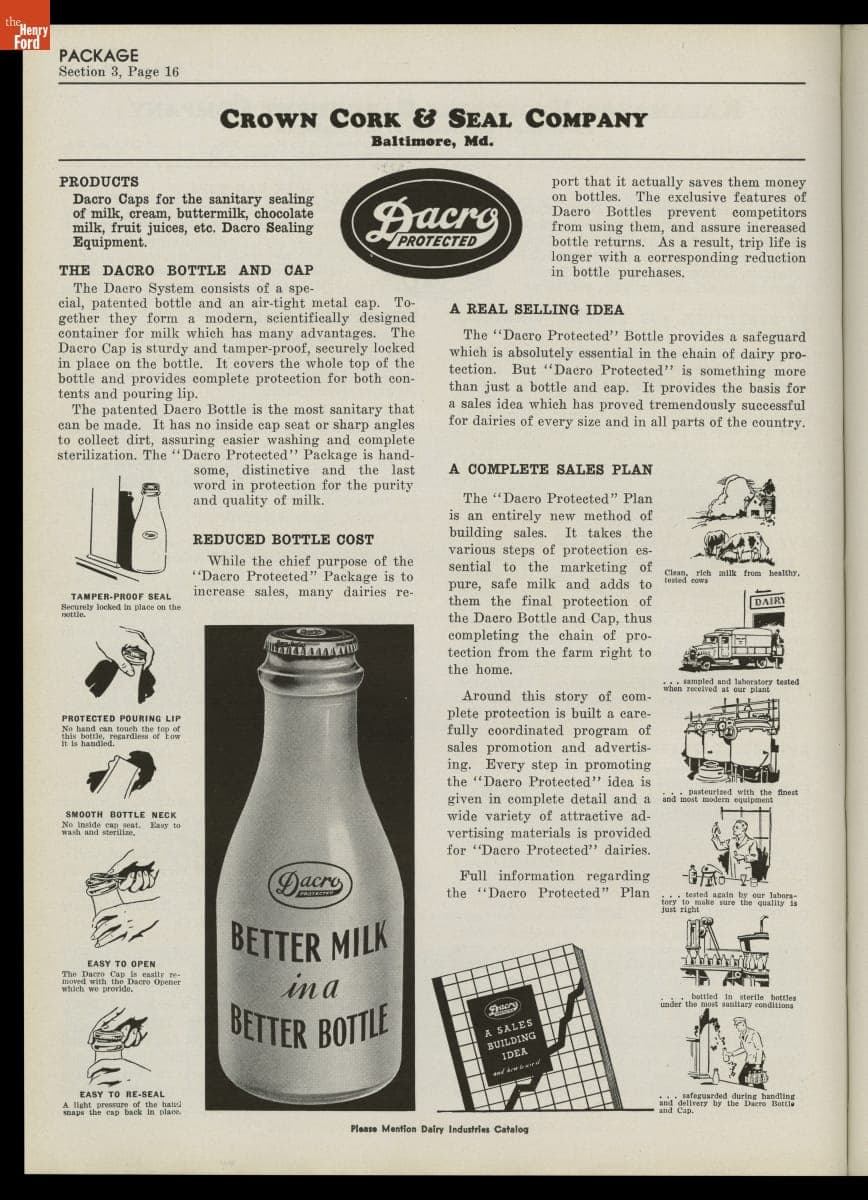 the
Henry
Ford
PACKAGE
Section 3, Page 16
CROWN CORK & SEAL COMPANY
Baltimore, Md.
PRODUCTS
Dacro Caps for the sanitary sealing
of milk, cream, buttermilk, chocolate
milk, fruit juices, etc. Dacro Sealing
Equipment.
THE DACRO BOTTLE AND CAP
The Dacro System consists of a spe-
cial, patented bottle and an air-tight metal cap. To-
gether they form a modern, scientifically designed
container for milk which has many advantages. The
Dacro Cap is sturdy and tamper-proof, securely locked
in place on the bottle. It covers the whole top of the
bottle and provides complete protection for both con-
tents and pouring lip.
The patented Dacro Bottle is the most sanitary that
can be made. It has no inside cap seat or sharp angles
to collect dirt, assuring easier washing and complete
sterilization. The "Dacro Protected" Package is hand-
some, distinctive and the last
word in protection for the purity
and quality of milk.
REDUCED BOTTLE COST
While the chief purpose of the
"Dacro Protected" Package is to
increase sales, many dairies re-
TAMPER-PROOF SEAL
Securely locked in place on the
bottle.
PROTECTED POURING LIP
No hand can touch the top of
this bottle, regardless of how
it is handled.
SMOOTH BOTTLE NECK
No inside cap seat. Easy to
wash and sterilize.
EASY TO OPEN
The Dacro Cap is easily re-
moved with the Dacro Opener
which we provide.
EASY TO RE-SEAL
A light pressure of the hand
snaps the cap back in place.
Dacro
PROTECTED
BETTER MILK
in a
BETTER BOTTLE
Dacro
PROTECTED
port that it actually saves them money
on bottles. The exclusive features of
Dacro Bottles prevent competitors
from using them, and assure increased
bottle returns. As a result, trip life is
longer with a corresponding reduction
in bottle purchases.
A REAL SELLING IDEA
The "Dacro Protected" Bottle provides a safeguard
which is absolutely essential in the chain of dairy pro-
tection. But "Dacro Protected" is something more
than just a bottle and cap. It provides the basis for
a sales idea which has proved tremendously successful
for dairies of every size and in all parts of the country.
A COMPLETE SALES PLAN
The "Dacro Protected" Plan
is an entirely new method of
building sales. It takes the
various steps of protection es-
sential to the marketing of
pure, safe milk and adds to
them the final protection of
the Dacro Bottle and Cap, thus
completing the chain of pro-
tection from the farm right to
the home.
Around this story of com-
plete protection is built a care-
fully coordinated program of
sales promotion and advertis-
ing. Every step in promoting
the "Dacro Protected" idea is
given in complete detail and a
wide variety of attractive ad-
vertising materials is provided
for "Dacro Protected" dairies.
Full information regarding
the "Dacro Protected" Plan
Dacro
A SALES
BUILDING
IDEA
and how to use it
Clean, rich milk from healthy,
tested cows
DAIRY
. . . sampled and laboratory tested
when received at our plant
. . . pasteurized with the finest
and most modern equipment
. . . tested again by our labora-
tory to make sure the quality is
just right
. . . bottled in sterile bottles
under the most sanitary conditions
. . . safeguarded during handling
and delivery by the Dacro Bottle
and Cap.
Please Mention Dairy Industries Catalog